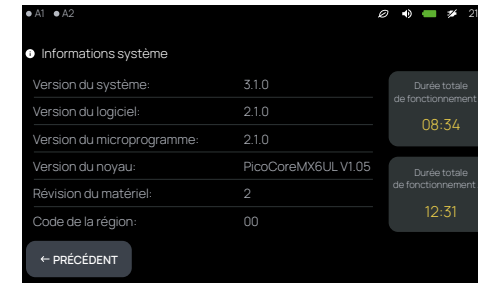 A1 A2 21
Informations système
Version du système: 3.1.0
Version du logiciel: 2.1.0
Version du microprogramme: 2.1.0
Version du noyau: PicoCoreMX6UL V1.05
Révision du matériel: 2
Code de la région: 00
Durée totale
de fonctionnement
08:34
Durée totale
de fonctionnement
12:31
← PRÉCÉDENT